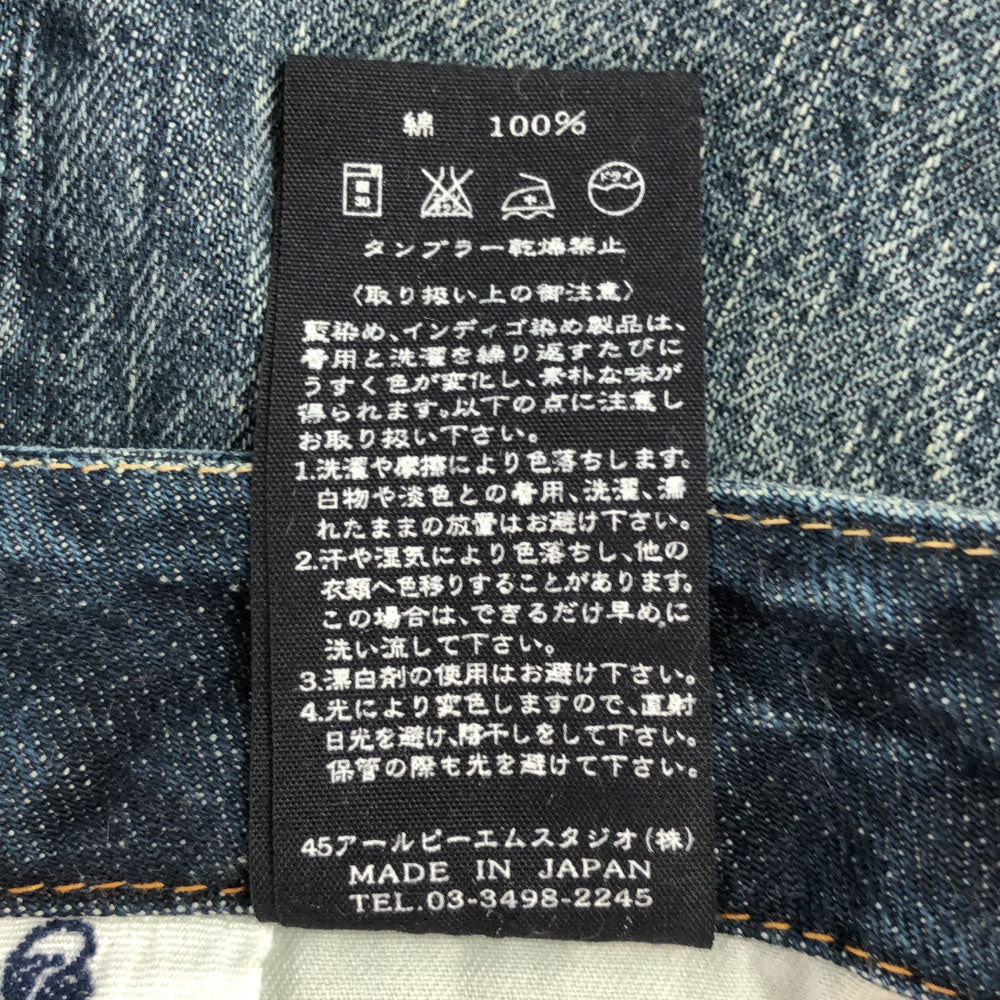 綿 100%
30
エンソ
サラシ
中
ドライ
タンブラー乾燥禁止
〈取り扱い上の御注意〉
藍染め、インディゴ染め製品は、
着用と洗濯を繰り返すたびに
うすく色が変化し、素朴な味が
得られます。以下の点に注意し
お取り扱い下さい。
1.洗濯や摩擦により色落ちします。
白物や淡色との着用、洗濯、濡
れたままの放置はお避け下さい。
2.汗や湿気により色落ちし、他の
衣類へ色移りすることがあります。
この場合は、できるだけ早めに
洗い流して下さい。
3.漂白剤の使用はお避け下さい。
4.光により変色しますので、直射
日光を避け、陰干しをして下さい。
保管の際も光を避けて下さい。
45アールピーエムスタジオ(株)
MADE IN JAPAN
TEL.03-3498-2245